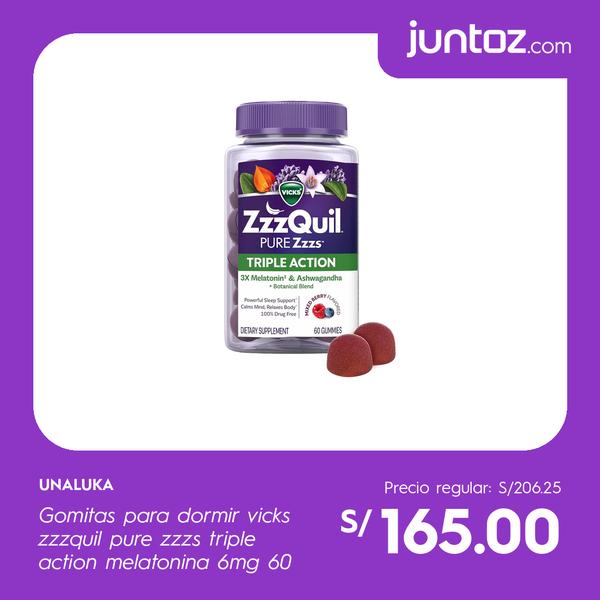 juntoz.com
VICKS
ZzzQuil
PURE Zzzs™
TRIPLE ACTION
3X Melatonin† & Ashwagandha
+ Botanical Blend
Powerful Sleep Support*
Calms Mind, Relaxes Body*
100% Drug Free
MIXED BERRY FLAVORED
DIETARY SUPPLEMENT
60 GUMMIES
UNALUKA
Gomitas para dormir vicks
zzzquil pure zzzs triple
action melatonina 6mg 60
Precio regular: S/206.25
S/165.00